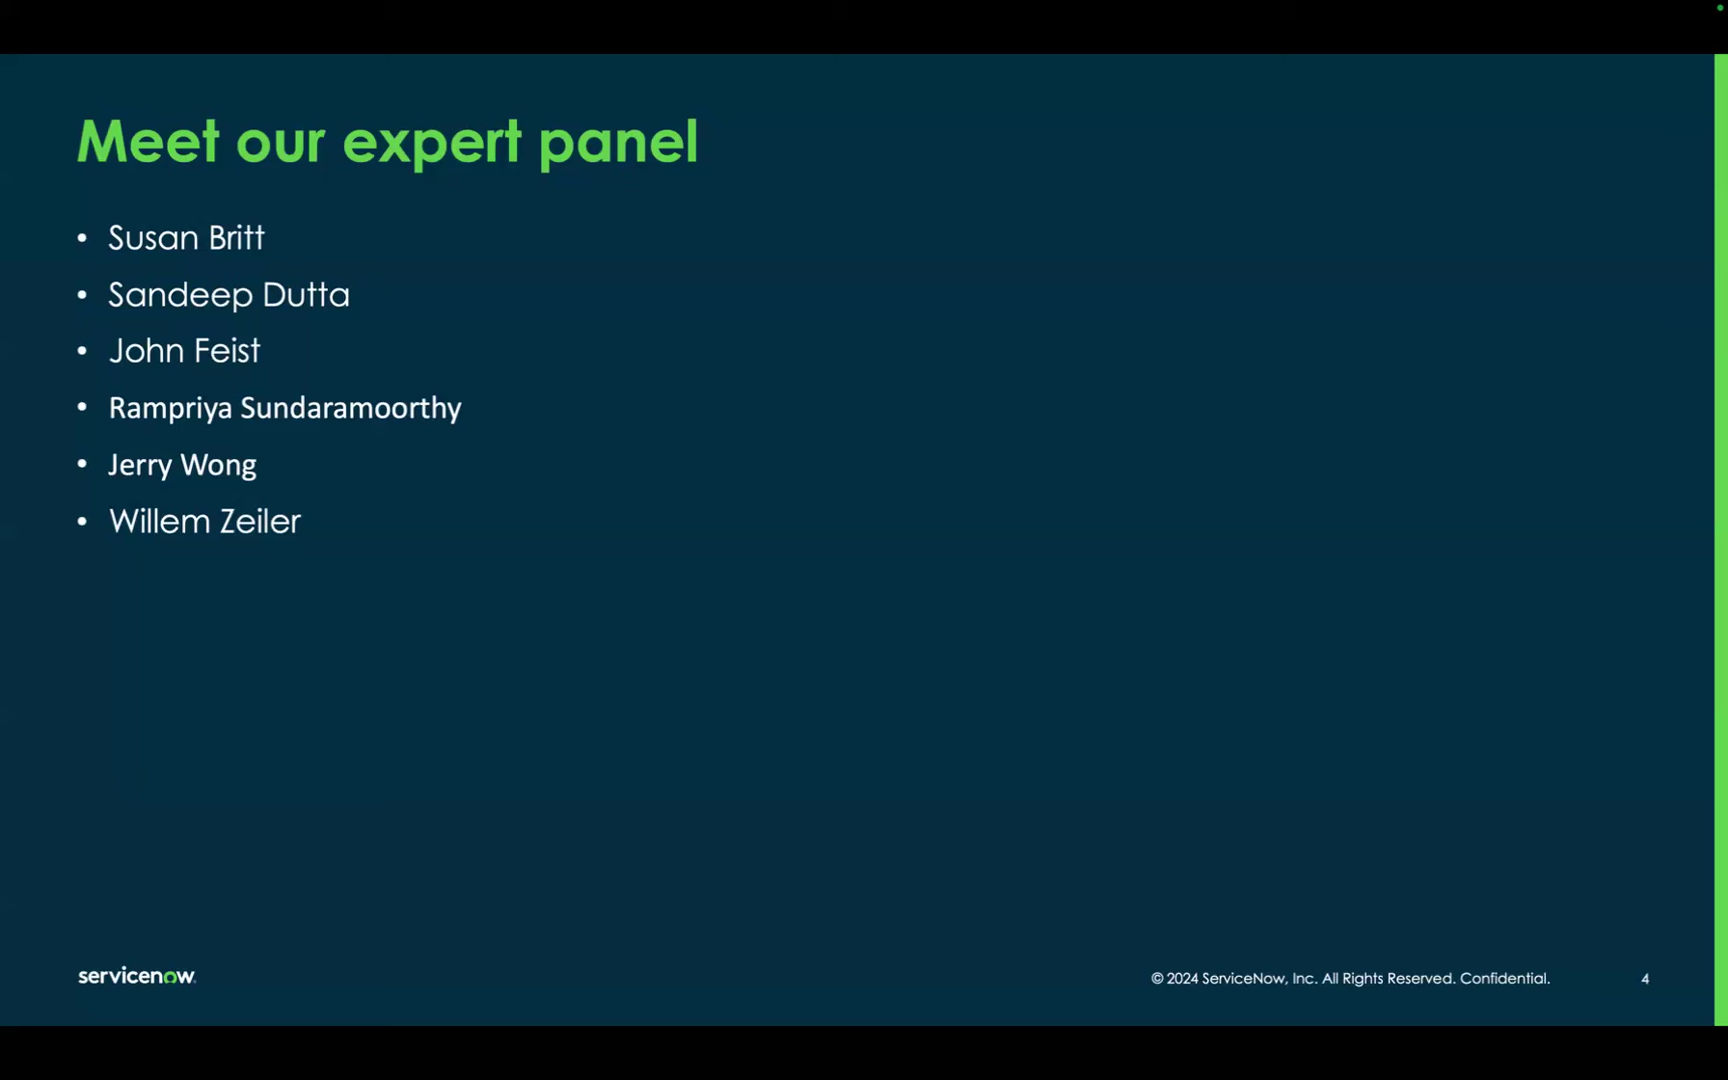 Meet our expert panel
• Susan Britt
• Sandeep Dutta
• John Feist
• Rampriya Sundaramoorthy
• Jerry Wong
• Willem Zeiler
servicenow.
© 2024 ServiceNow, Inc. All Rights Reserved. Confidential.
4